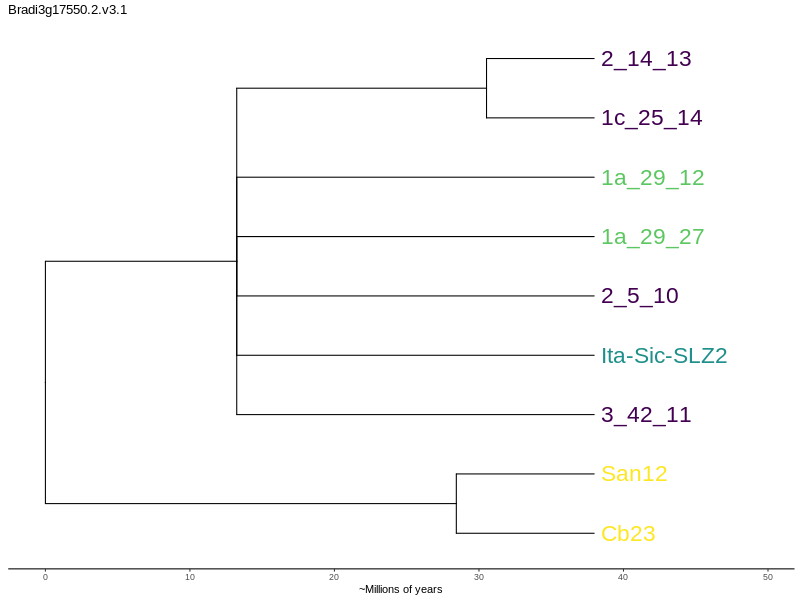 Bradi3g17550.2.v3.1
2_14_13
1c_25_14
1a_29_12
1a_29_27
2_5_10
Ita-Sic-SLZ2
3_42_11
San12
Cb23
0 10 20 30 40 50
~Millions of years